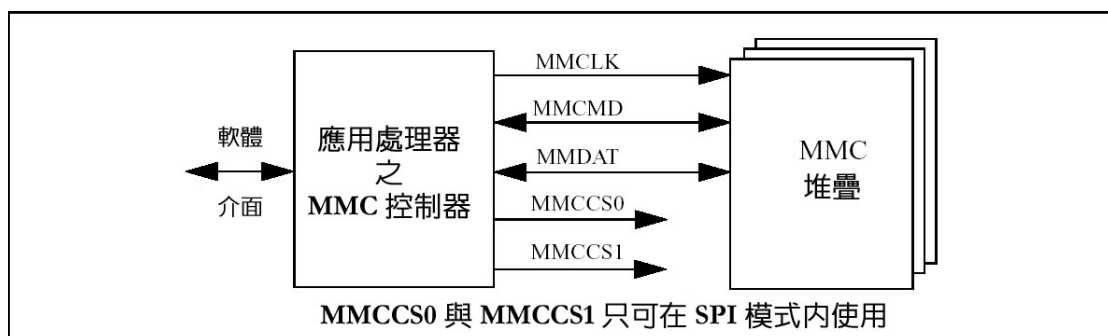 軟體
介面
應用處理器
之
MMC 控制器
MMCLK
MMCMD
MMDAT
MMCCS0
MMCCS1
MMC
堆疊
MMCCS0 與 MMCCS1 只可在 SPI 模式內使用